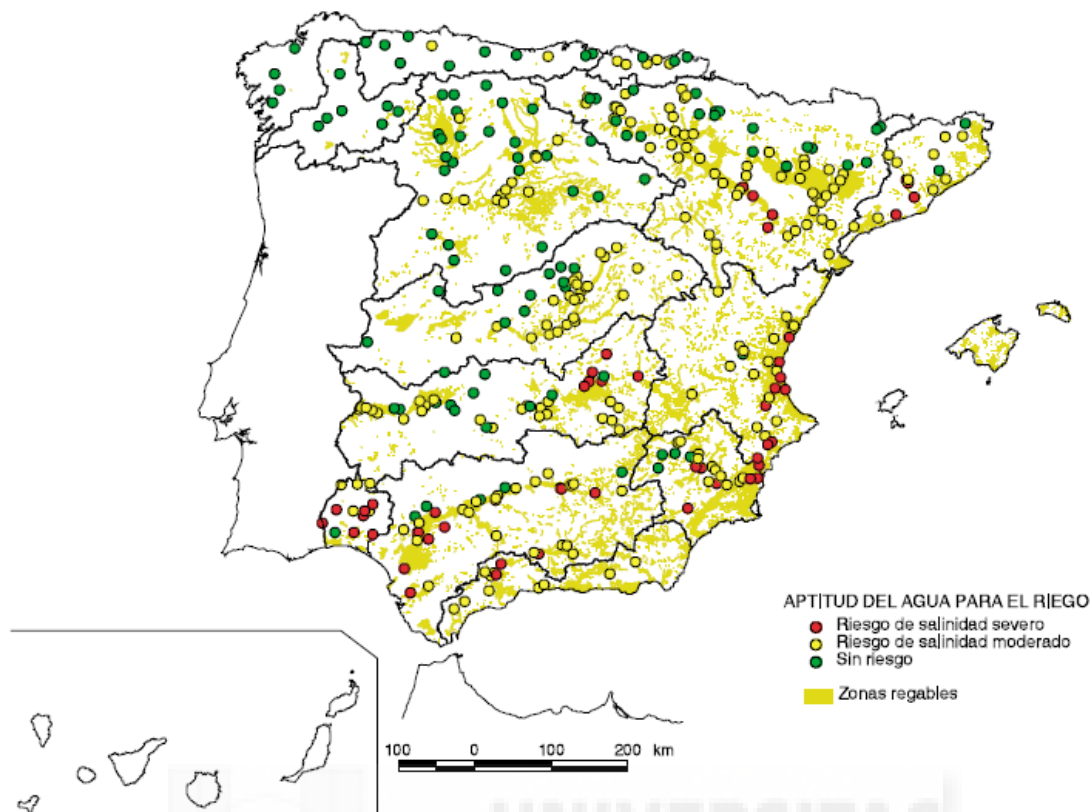 APTITUD DEL AGUA PARA EL RIEGO
Riesgo de salinidad severo
Riesgo de salinidad moderado
Sin riesgo
Zonas regables
100 0 100 200 km